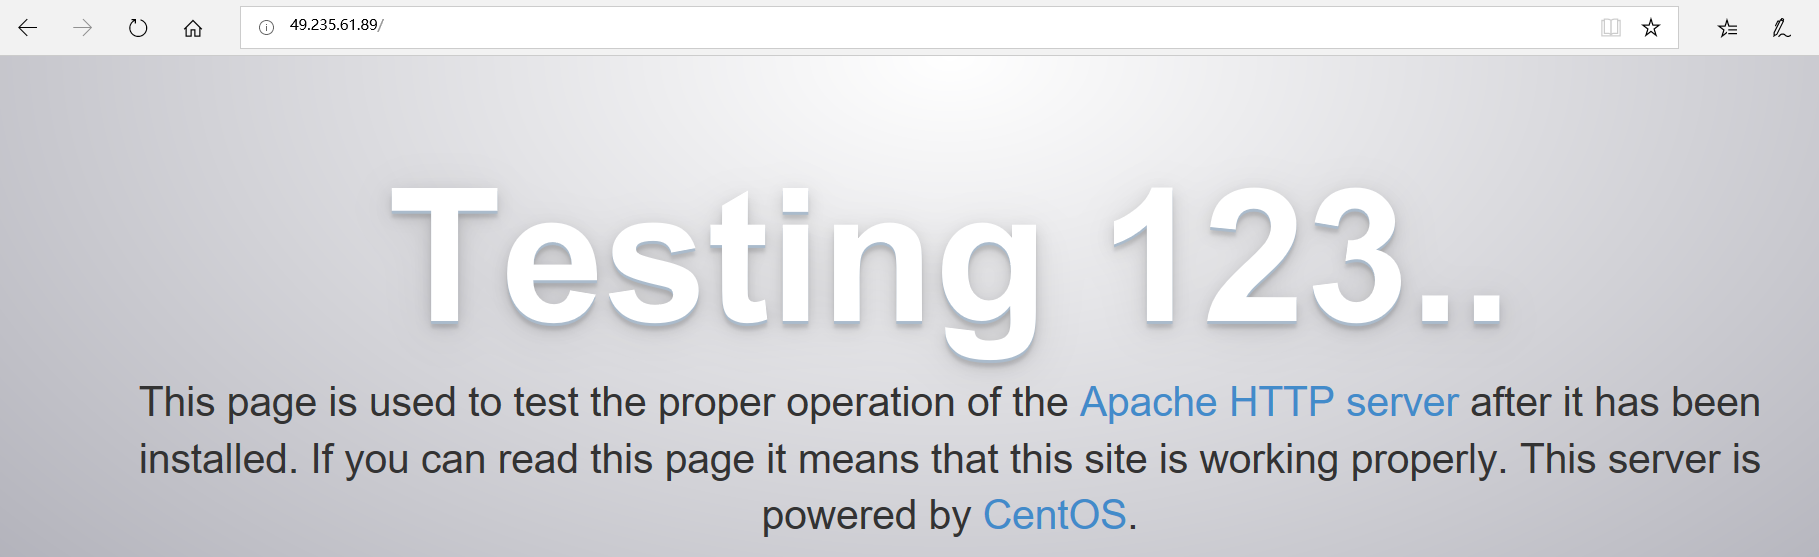 49.235.61.89/
Testing 123..
This page is used to test the proper operation of the Apache HTTP server after it has been
installed. If you can read this page it means that this site is working properly. This server is
powered by CentOS.